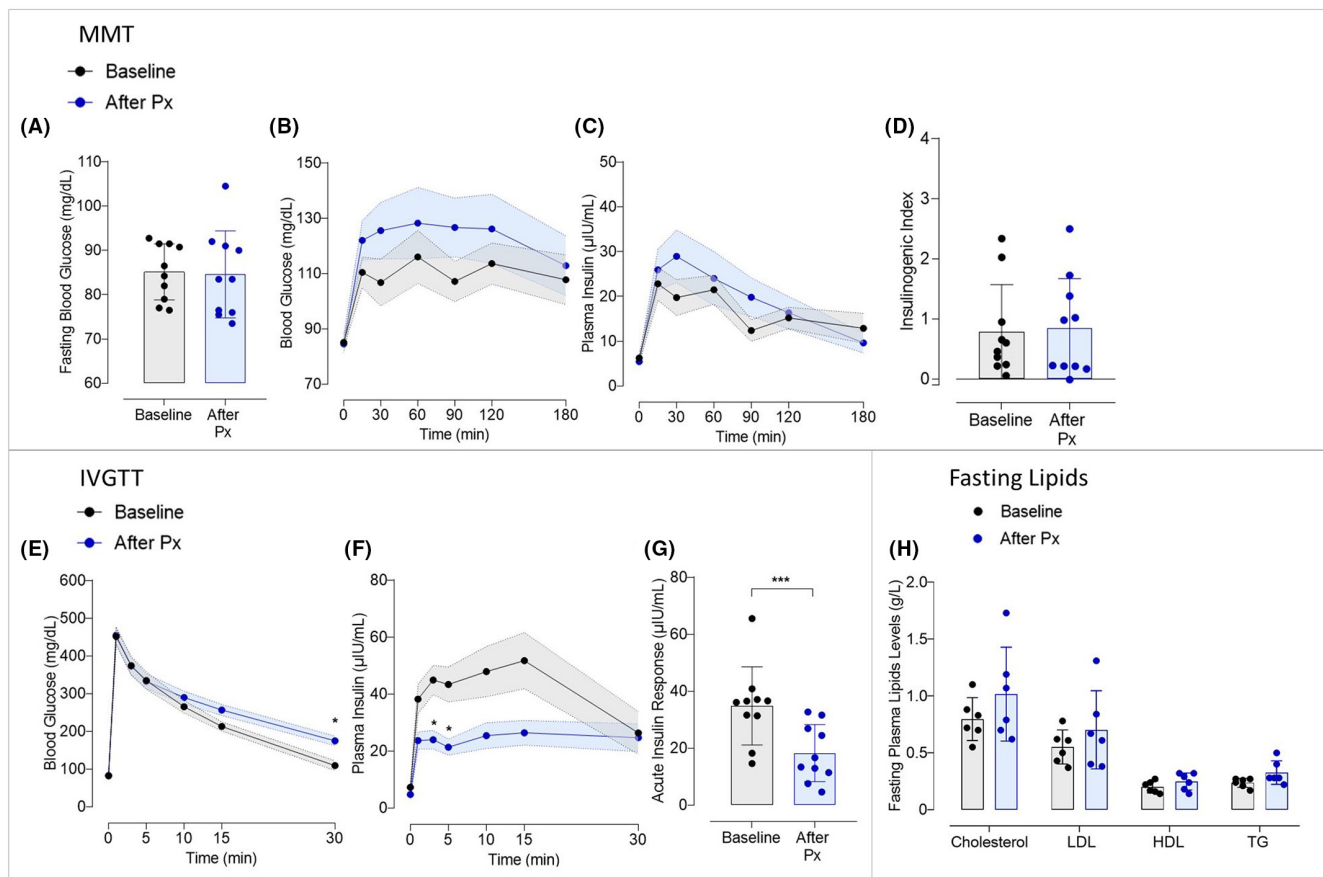 MMT
Baseline
After Px
(A)
(B)
(C)
(D)
Fasting Blood Glucose (mg/dL)
110
100
90
80
70
60
Baseline
After
Px
Blood Glucose (mg/dL)
150
130
110
90
70
0 30 60 90 120 180
Time (min)
Plasma Insulin (µIU/mL)
50
40
30
20
10
0
0 30 60 90 120 180
Time (min)
Insulinogenic Index
4
3
2
1
0
Baseline
After
Px
IVGTT
Baseline
After Px
(E)
(F)
(G)
Blood Glucose (mg/dL)
600
500
400
300
200
100
0
*
0 5 10 15 30
Time (min)
Plasma Insulin (µIU/mL)
80
60
40
20
0
* *
0 5 10 15 30
Time (min)
Acute Insulin Response (µIU/mL)
80
60
40
20
0
***
Baseline
After
Px
Fasting Lipids
Baseline
After Px
(H)
Fasting Plasma Lipids Levels (g/L)
2.0
1.5
1.0
0.5
0
Cholesterol LDL HDL TG